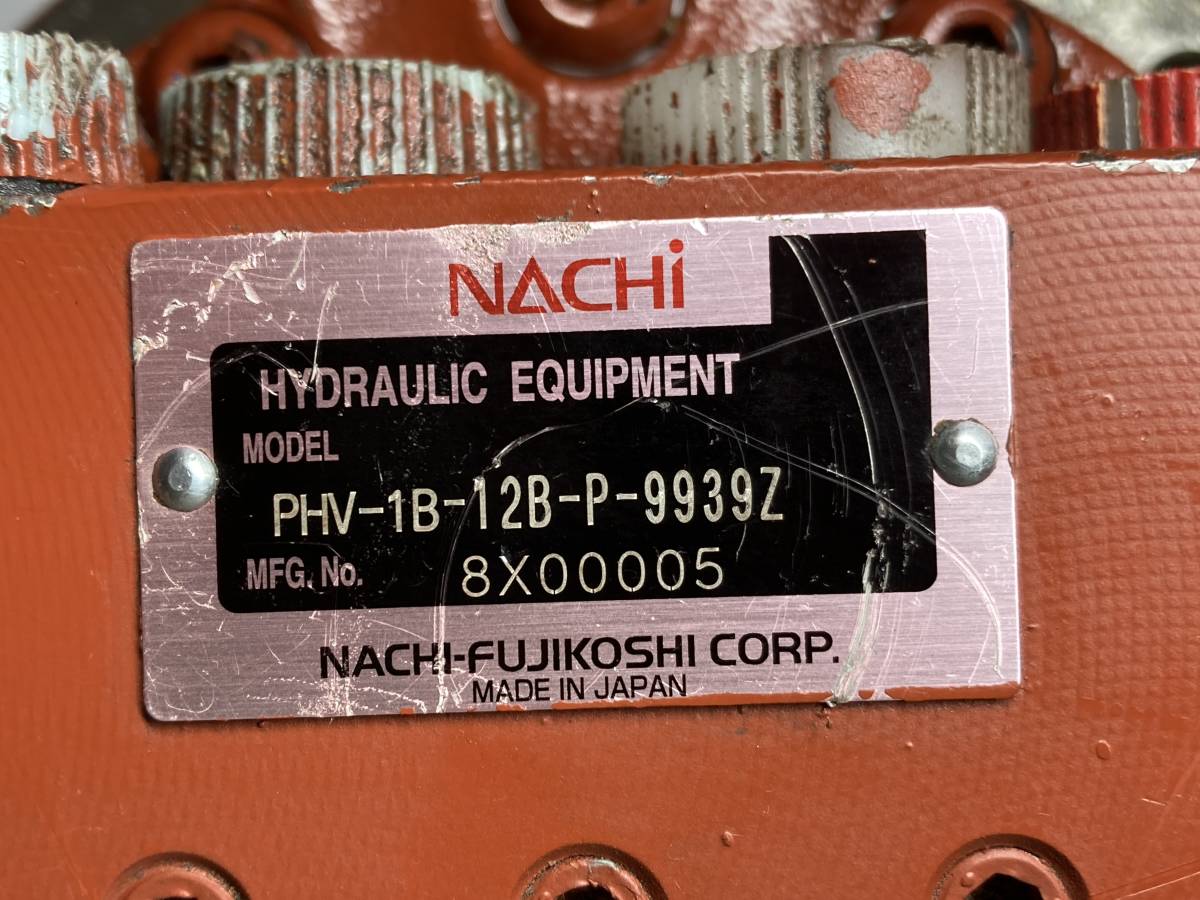 NACHi
HYDRAULIC EQUIPMENT
MODEL
PHV-1B-12B-P-9939Z
MFG. No. 8X00005
NACHI-FUJIKOSHI CORP.
MADE IN JAPAN